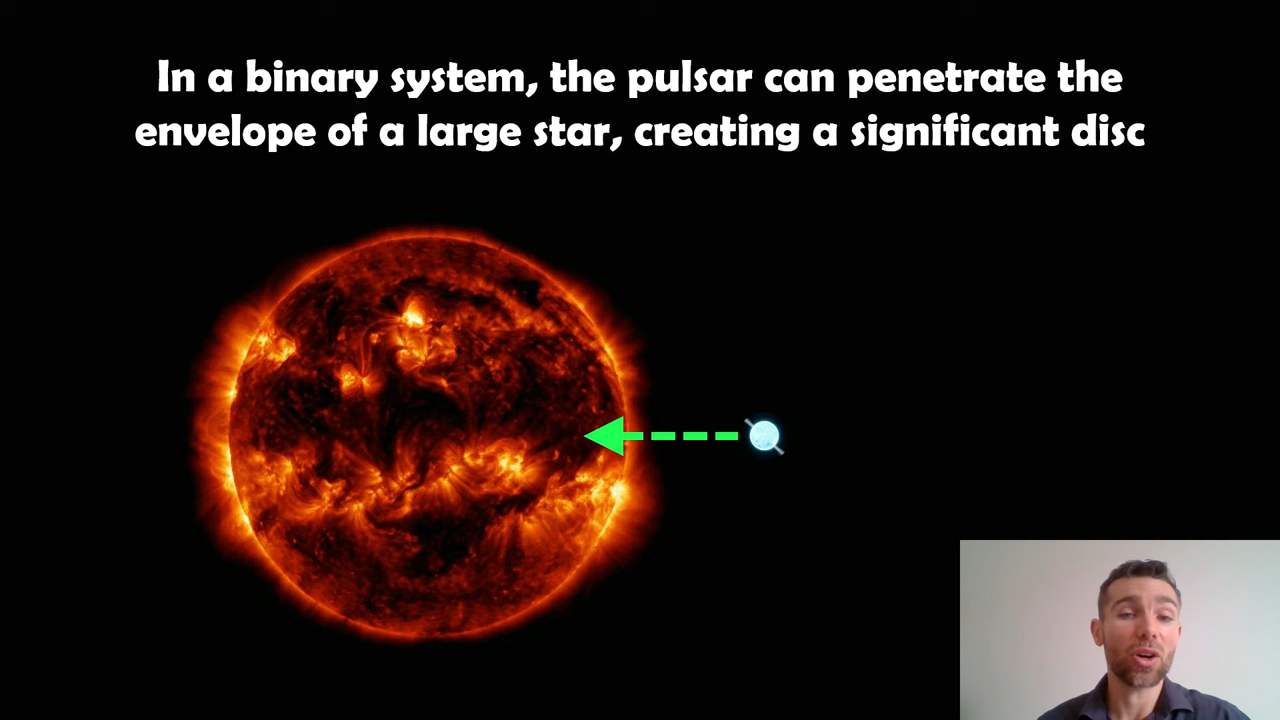 In a binary system, the pulsar can penetrate the
envelope of a large star, creating a significant disc